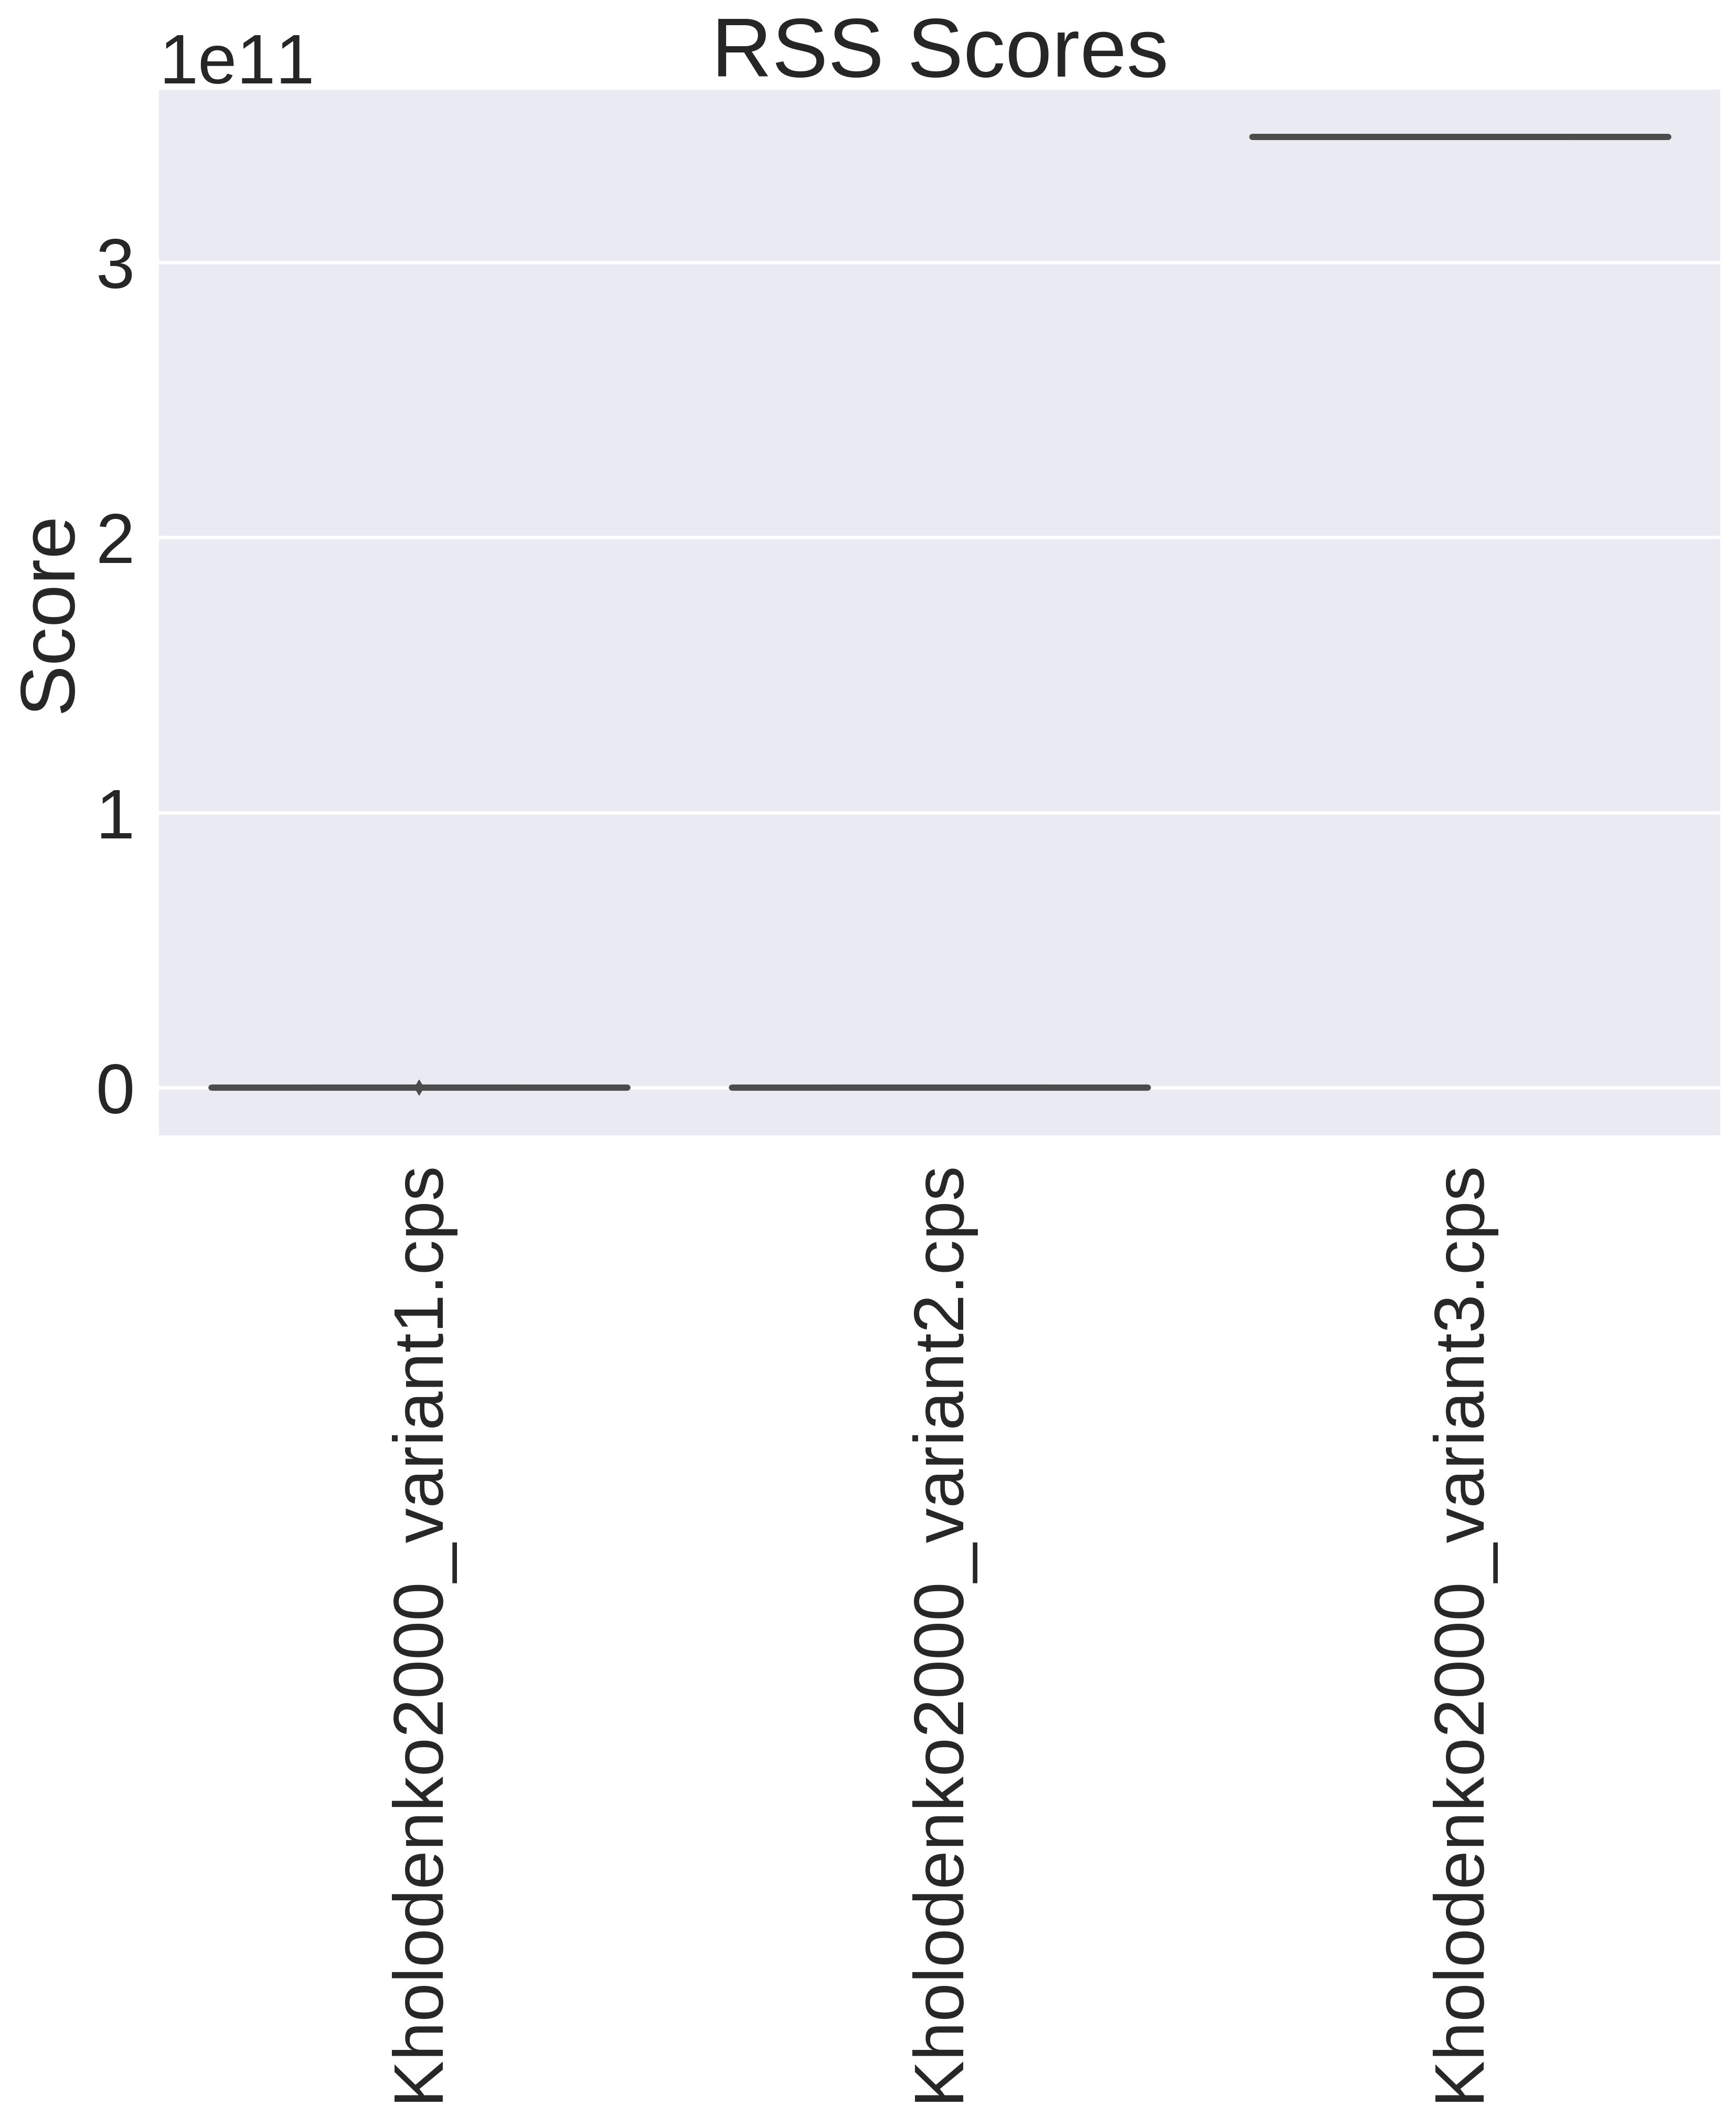 RSS Scores
1e11
Score
3
2
1
0
Kholodenko2000_variant1.cps
Kholodenko2000_variant2.cps
Kholodenko2000_variant3.cps